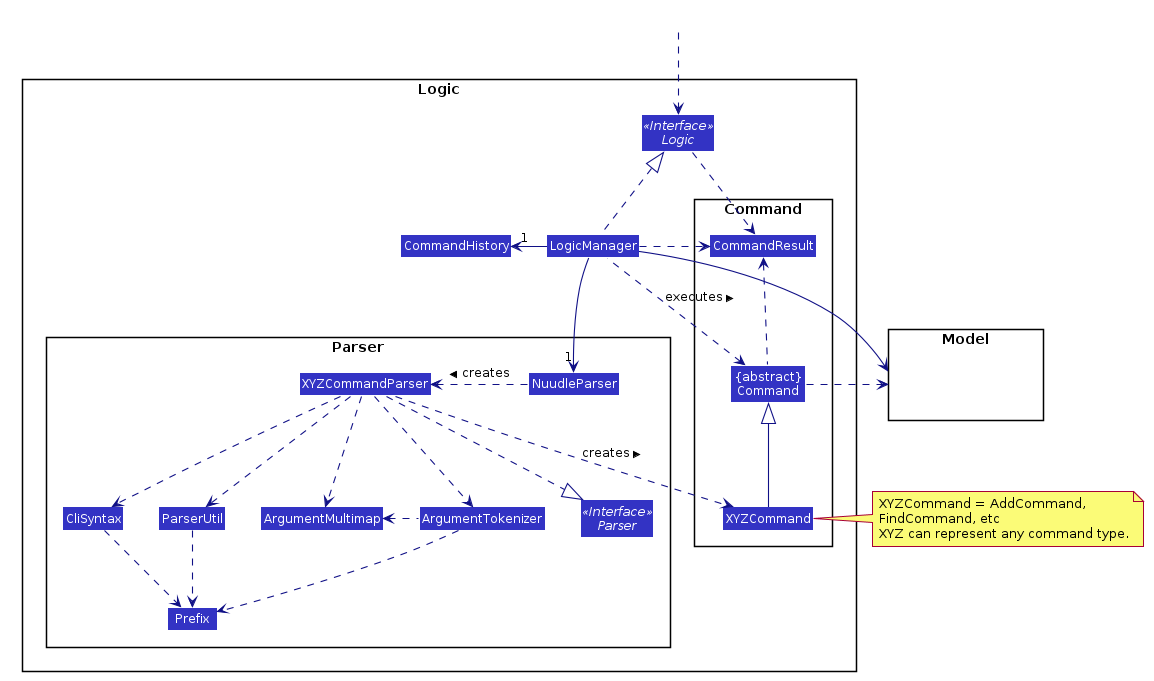 Logic
«Interface»
Logic
Command
CommandHistory
1
LogicManager
CommandResult
executes ▶
Model
Parser
1
XYZCommandParser
◀ creates
NuudleParser
{abstract}
Command
creates ▶
CliSyntax
ParserUtil
ArgumentMultimap
ArgumentTokenizer
«Interface»
Parser
XYZCommand
XYZCommand = AddCommand,
FindCommand, etc
XYZ can represent any command type.
Prefix